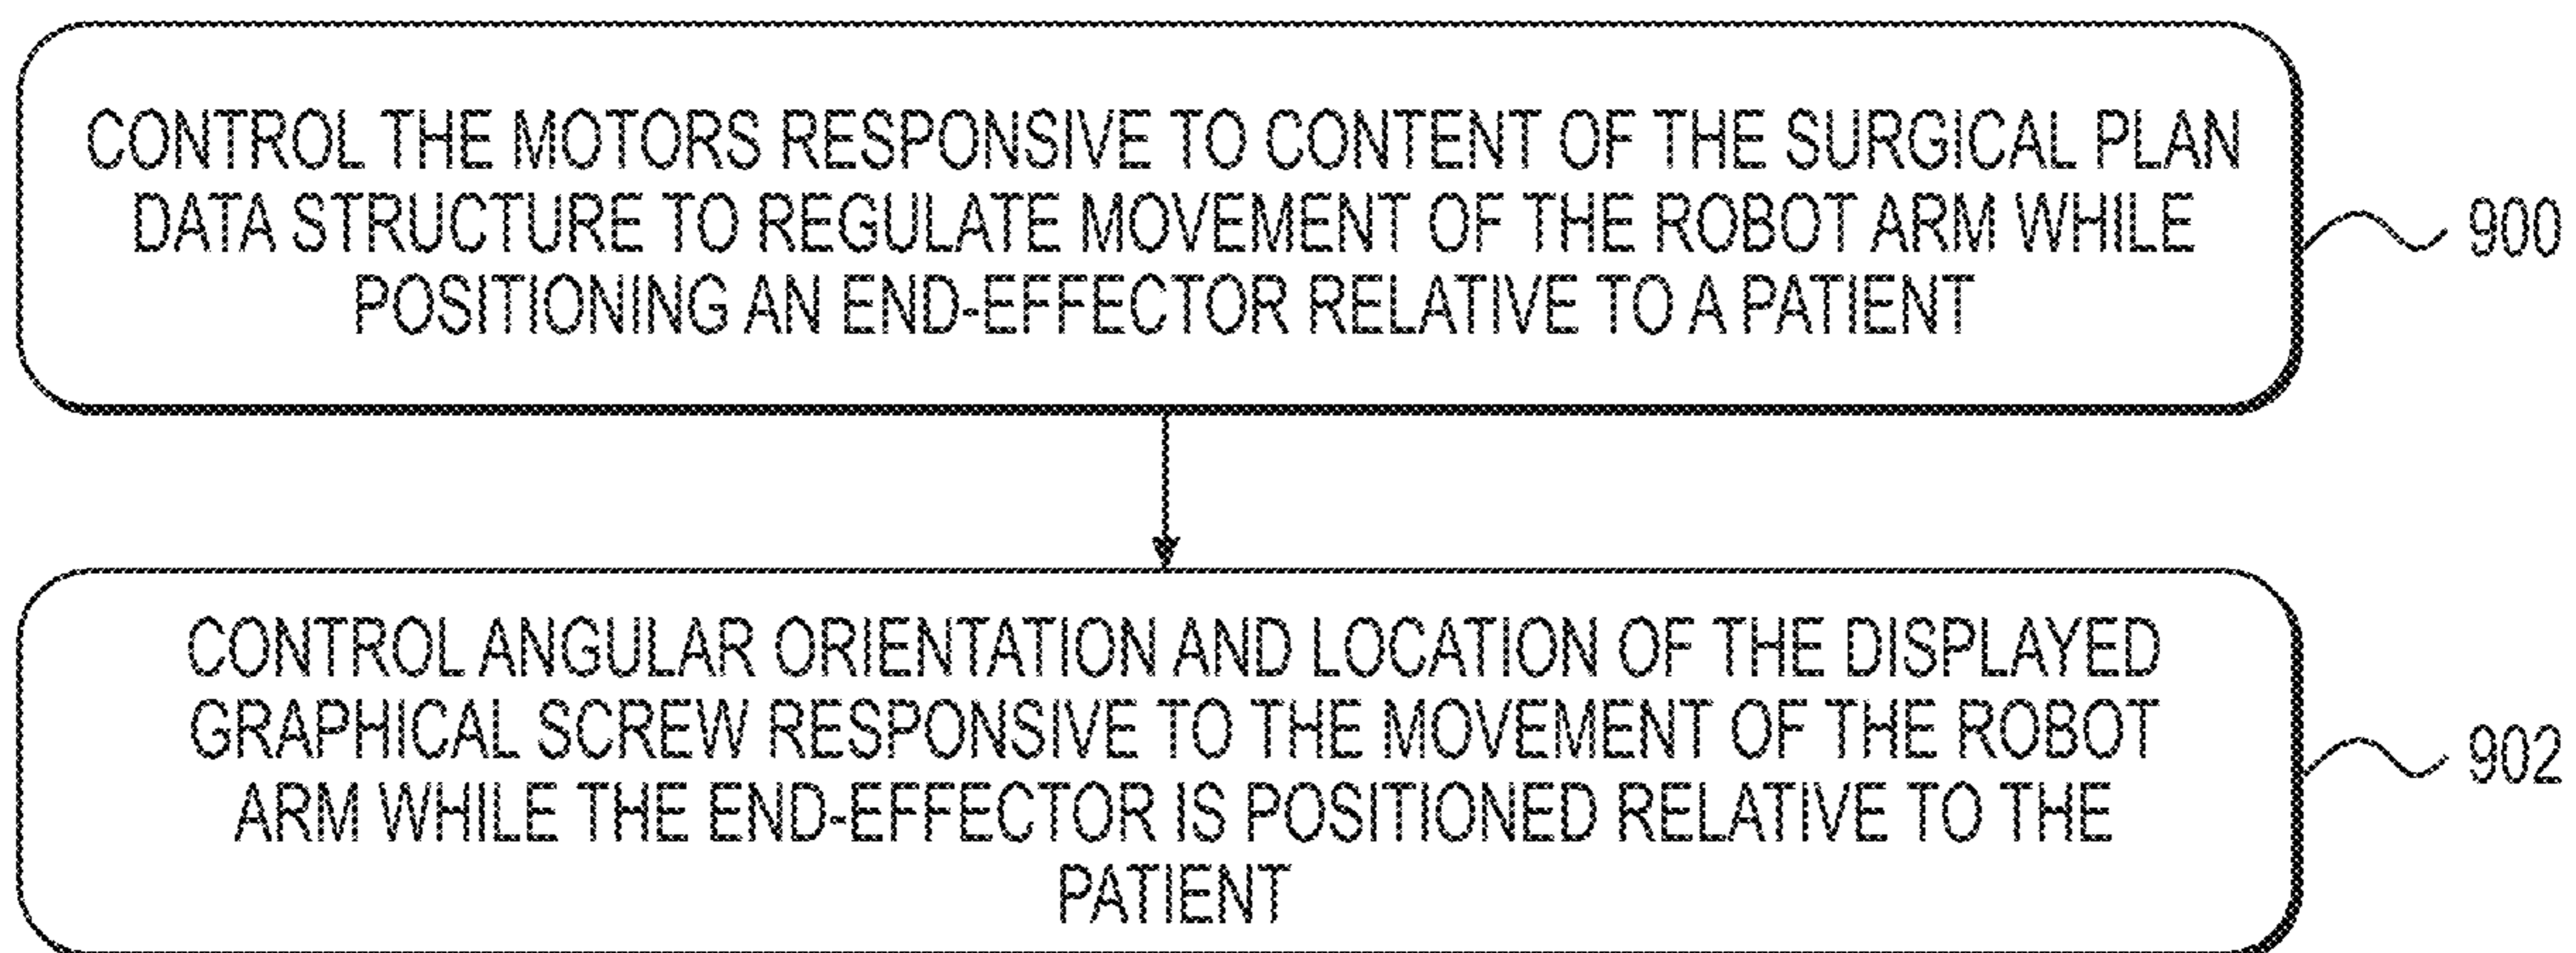 CONTROL THE MOTORS RESPONSIVE TO CONTENT OF THE SURGICAL PLAN
DATA STRUCTURE TO REGULATE MOVEMENT OF THE ROBOT ARM WHILE
POSITIONING AN END-EFFECTOR RELATIVE TO A PATIENT
900
CONTROL ANGULAR ORIENTATION AND LOCATION OF THE DISPLAYED
GRAPHICAL SCREW RESPONSIVE TO THE MOVEMENT OF THE ROBOT
ARM WHILE THE END-EFFECTOR IS POSITIONED RELATIVE TO THE
PATIENT
902